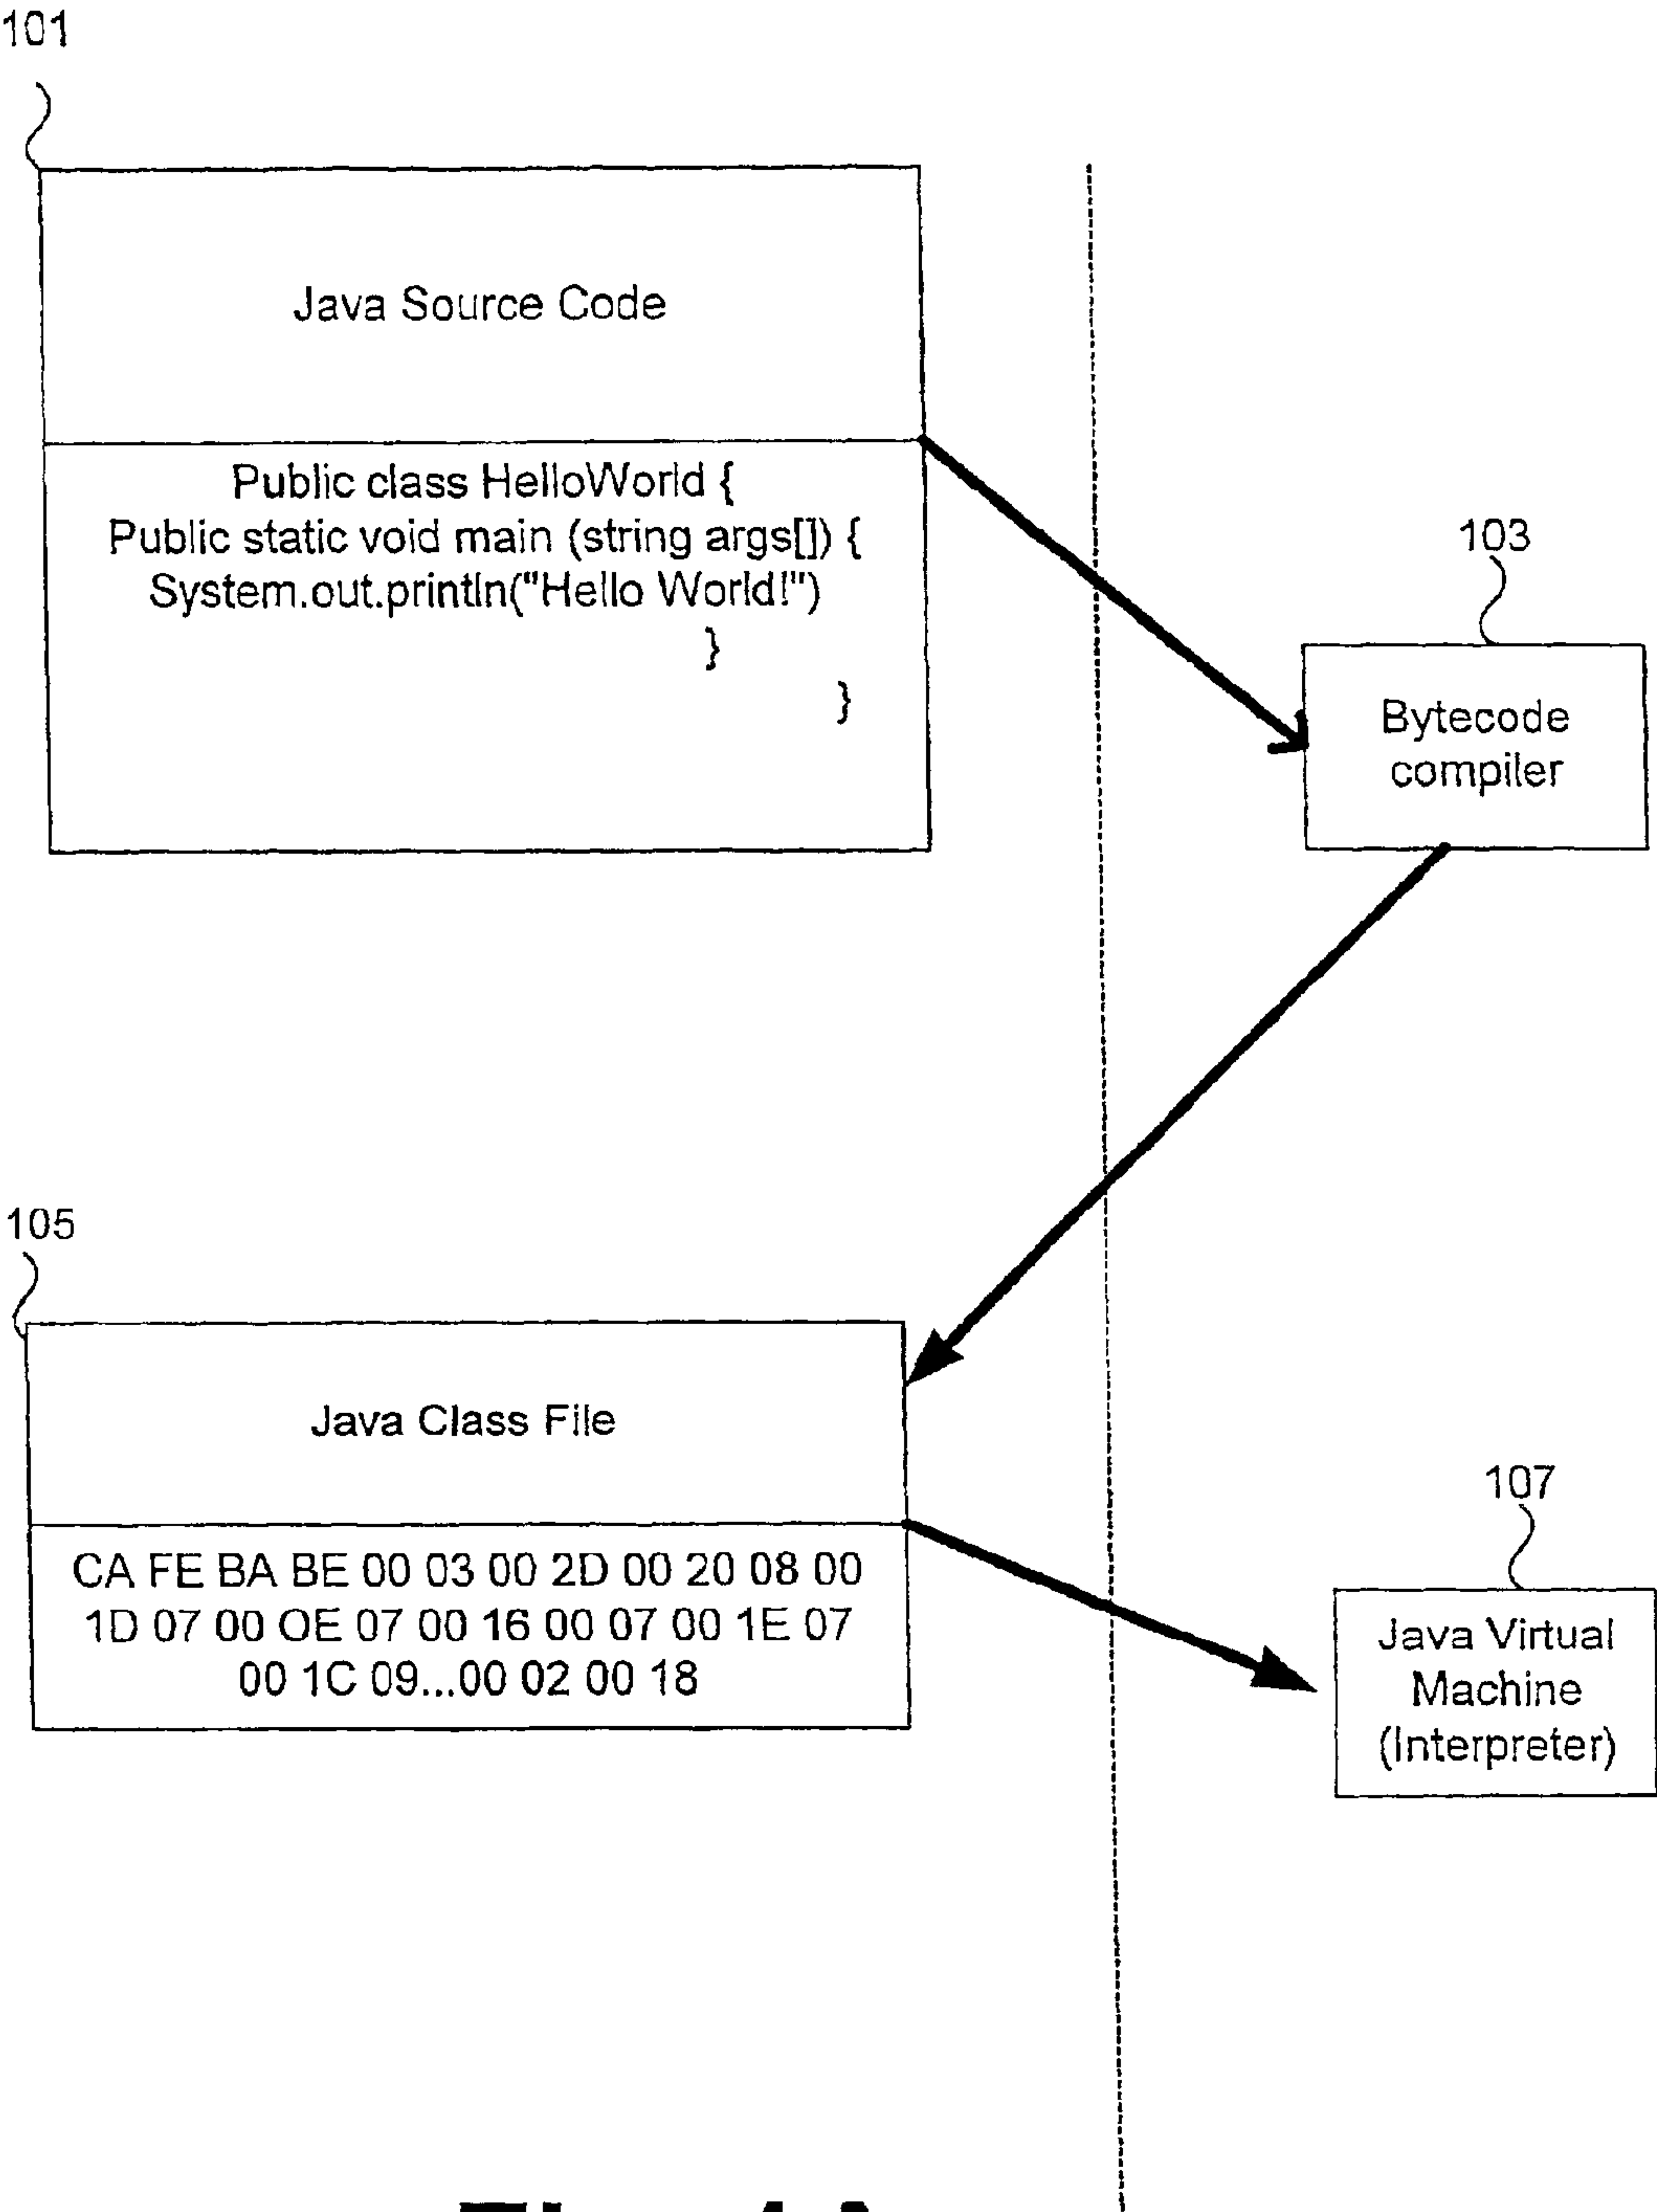 101
Java Source Code
Public class HelloWorld {
Public static void main (string args[]) {
System.out.println("Hello World!")
}
}
103
Bytecode
compiler
105
Java Class File
CA FE BA BE 00 03 00 2D 00 20 08 00
1D 07 00 OE 07 00 16 00 07 00 1E 07
00 1C 09...00 02 00 18
107
Java Virtual
Machine
(Interpreter)